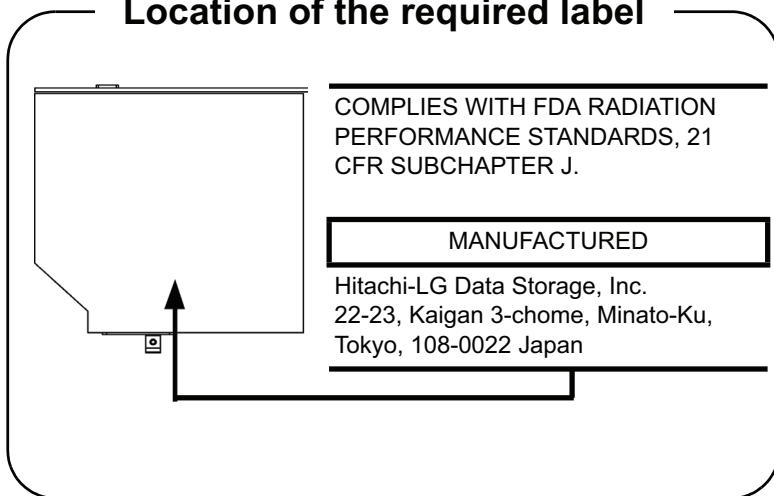 Location of the required label
COMPLIES WITH FDA RADIATION
PERFORMANCE STANDARDS, 21
CFR SUBCHAPTER J.
MANUFACTURED
Hitachi-LG Data Storage, Inc.
22-23, Kaigan 3-chome, Minato-Ku,
Tokyo, 108-0022 Japan